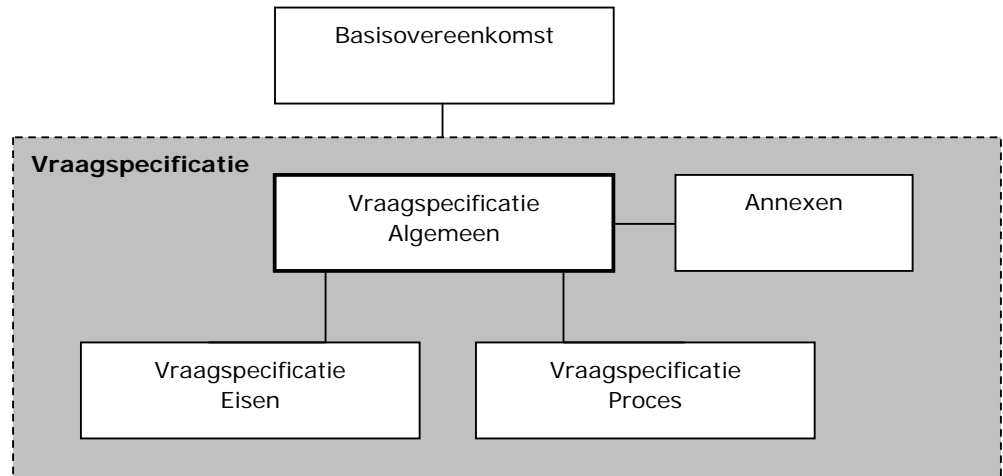 Basisovereenkomst
Vraagspecificatie
Vraagspecificatie
Algemeen
Annexen
Vraagspecificatie
Eisen
Vraagspecificatie
Proces